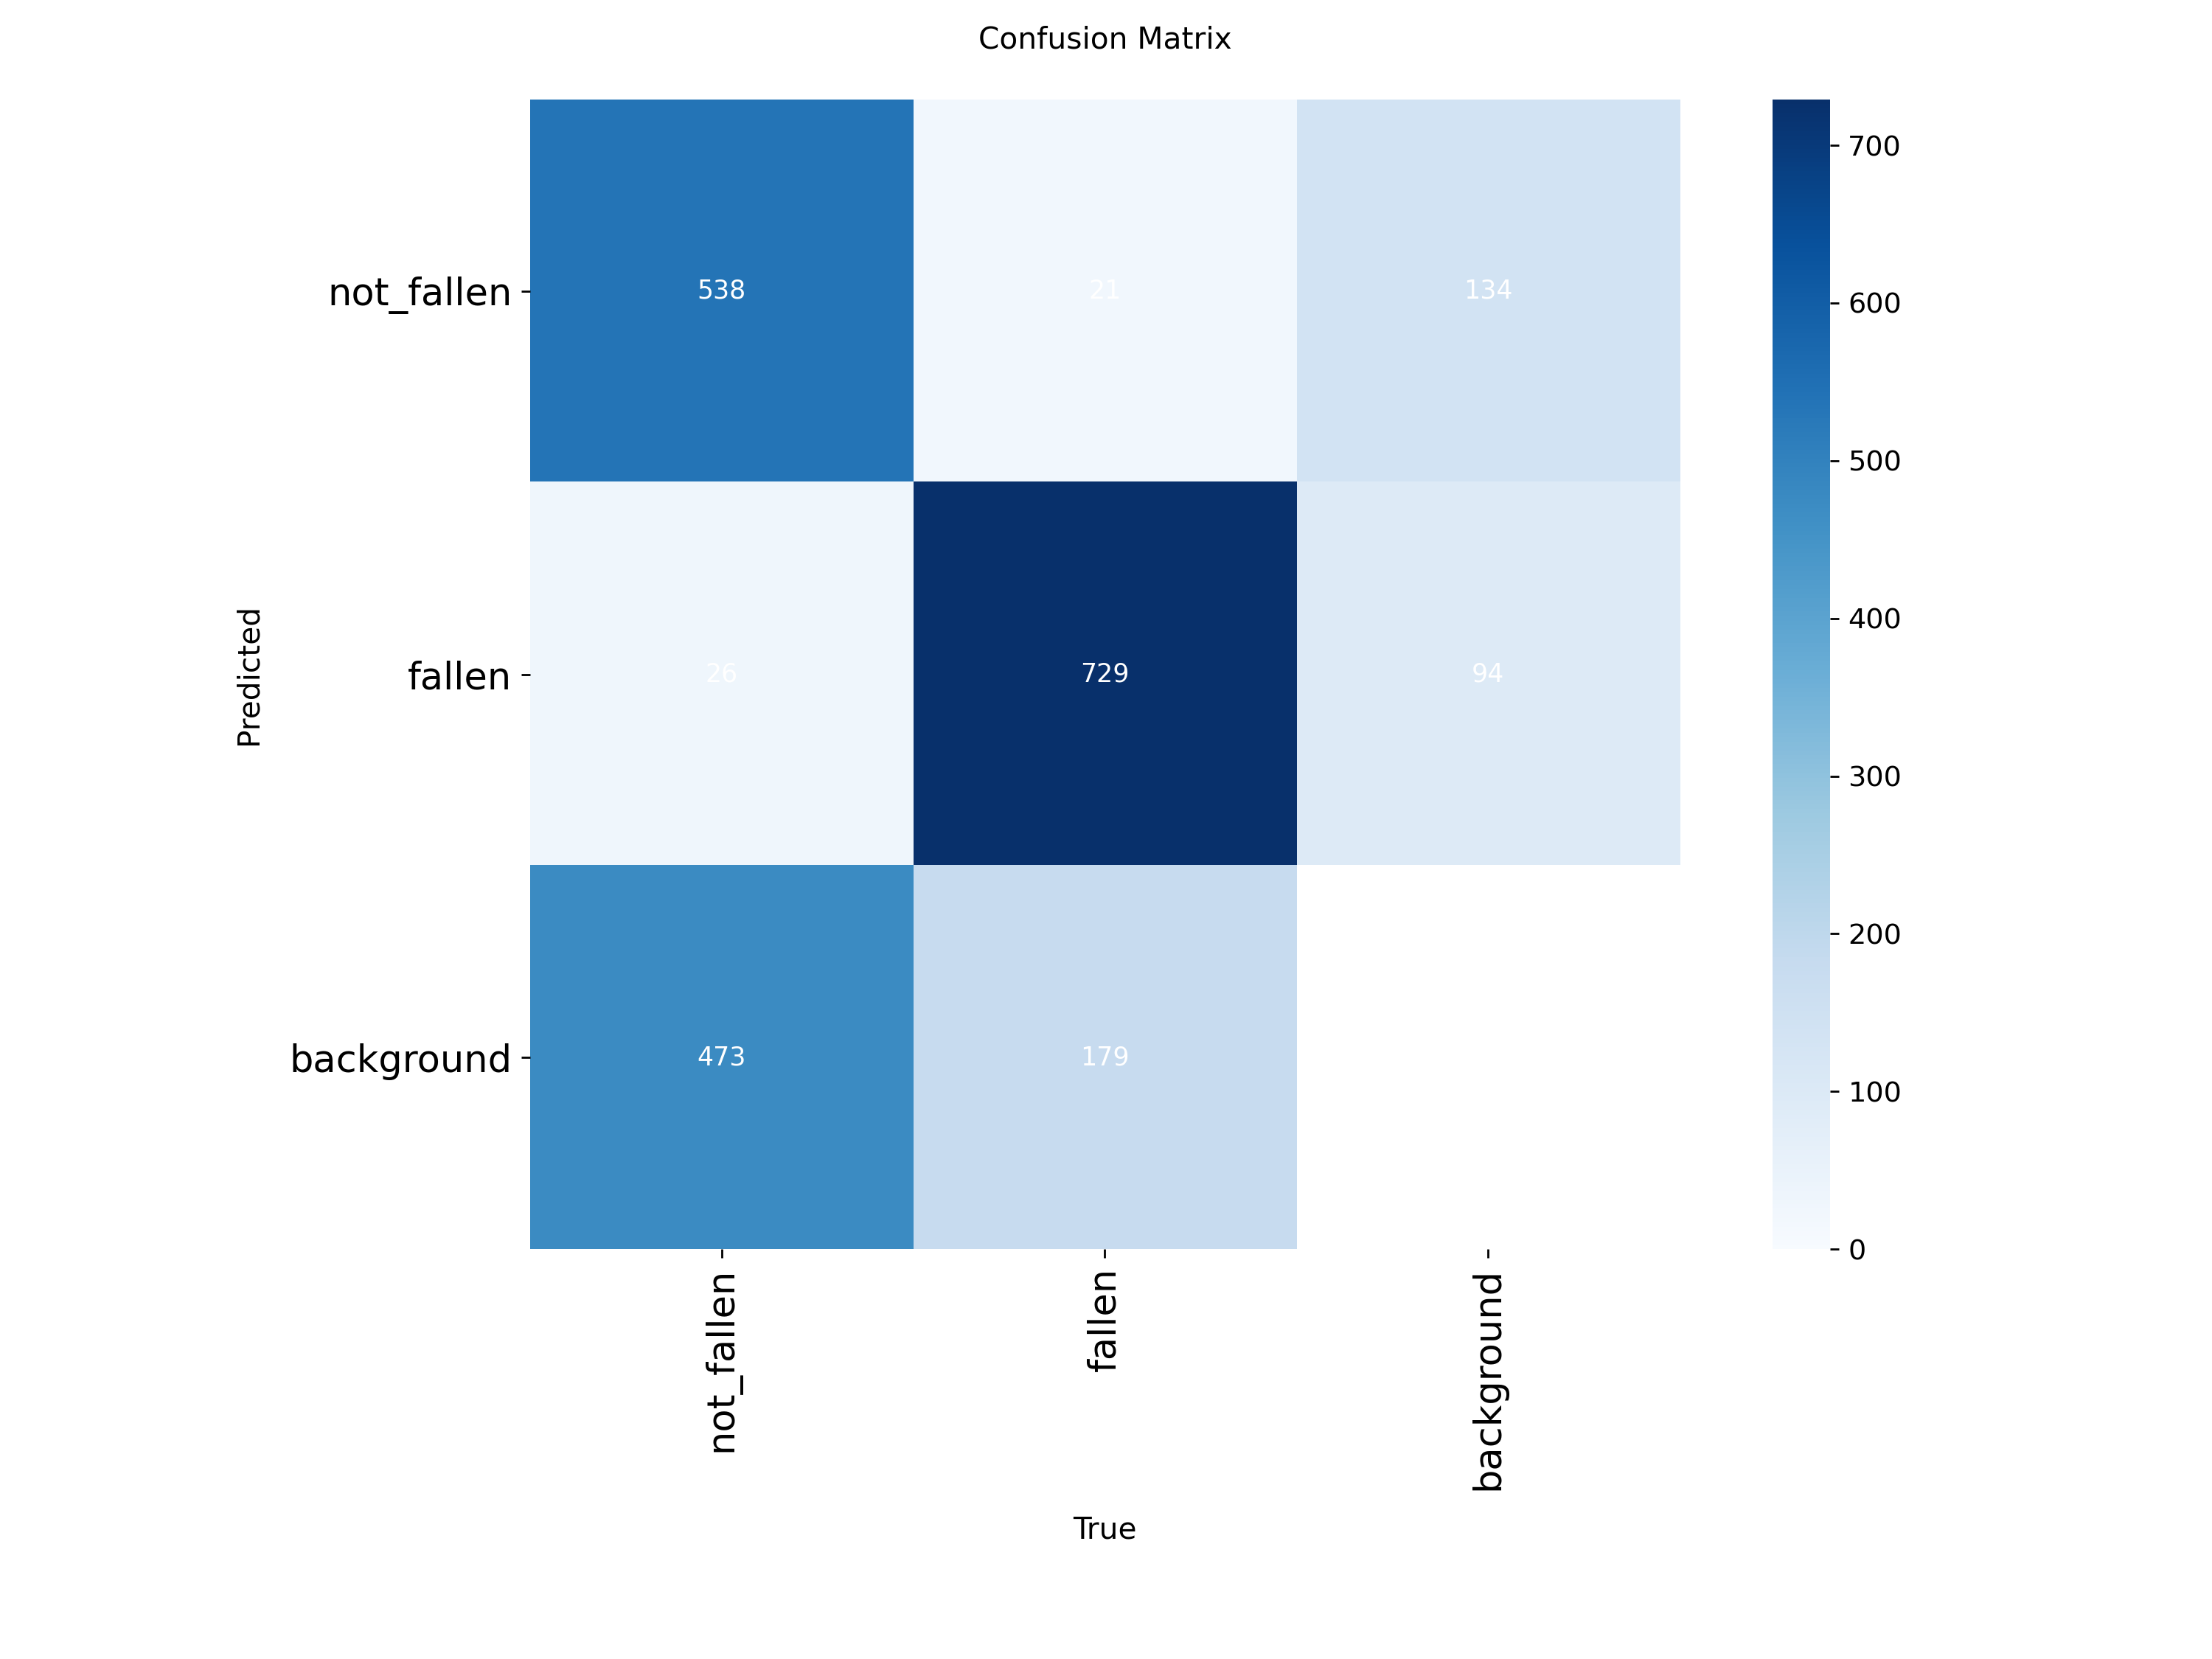 Confusion Matrix
not_fallen
538
21
134
fallen
26
729
94
background
473
179
Predicted
not_fallen
fallen
background
True
700
600
500
400
300
200
100
0